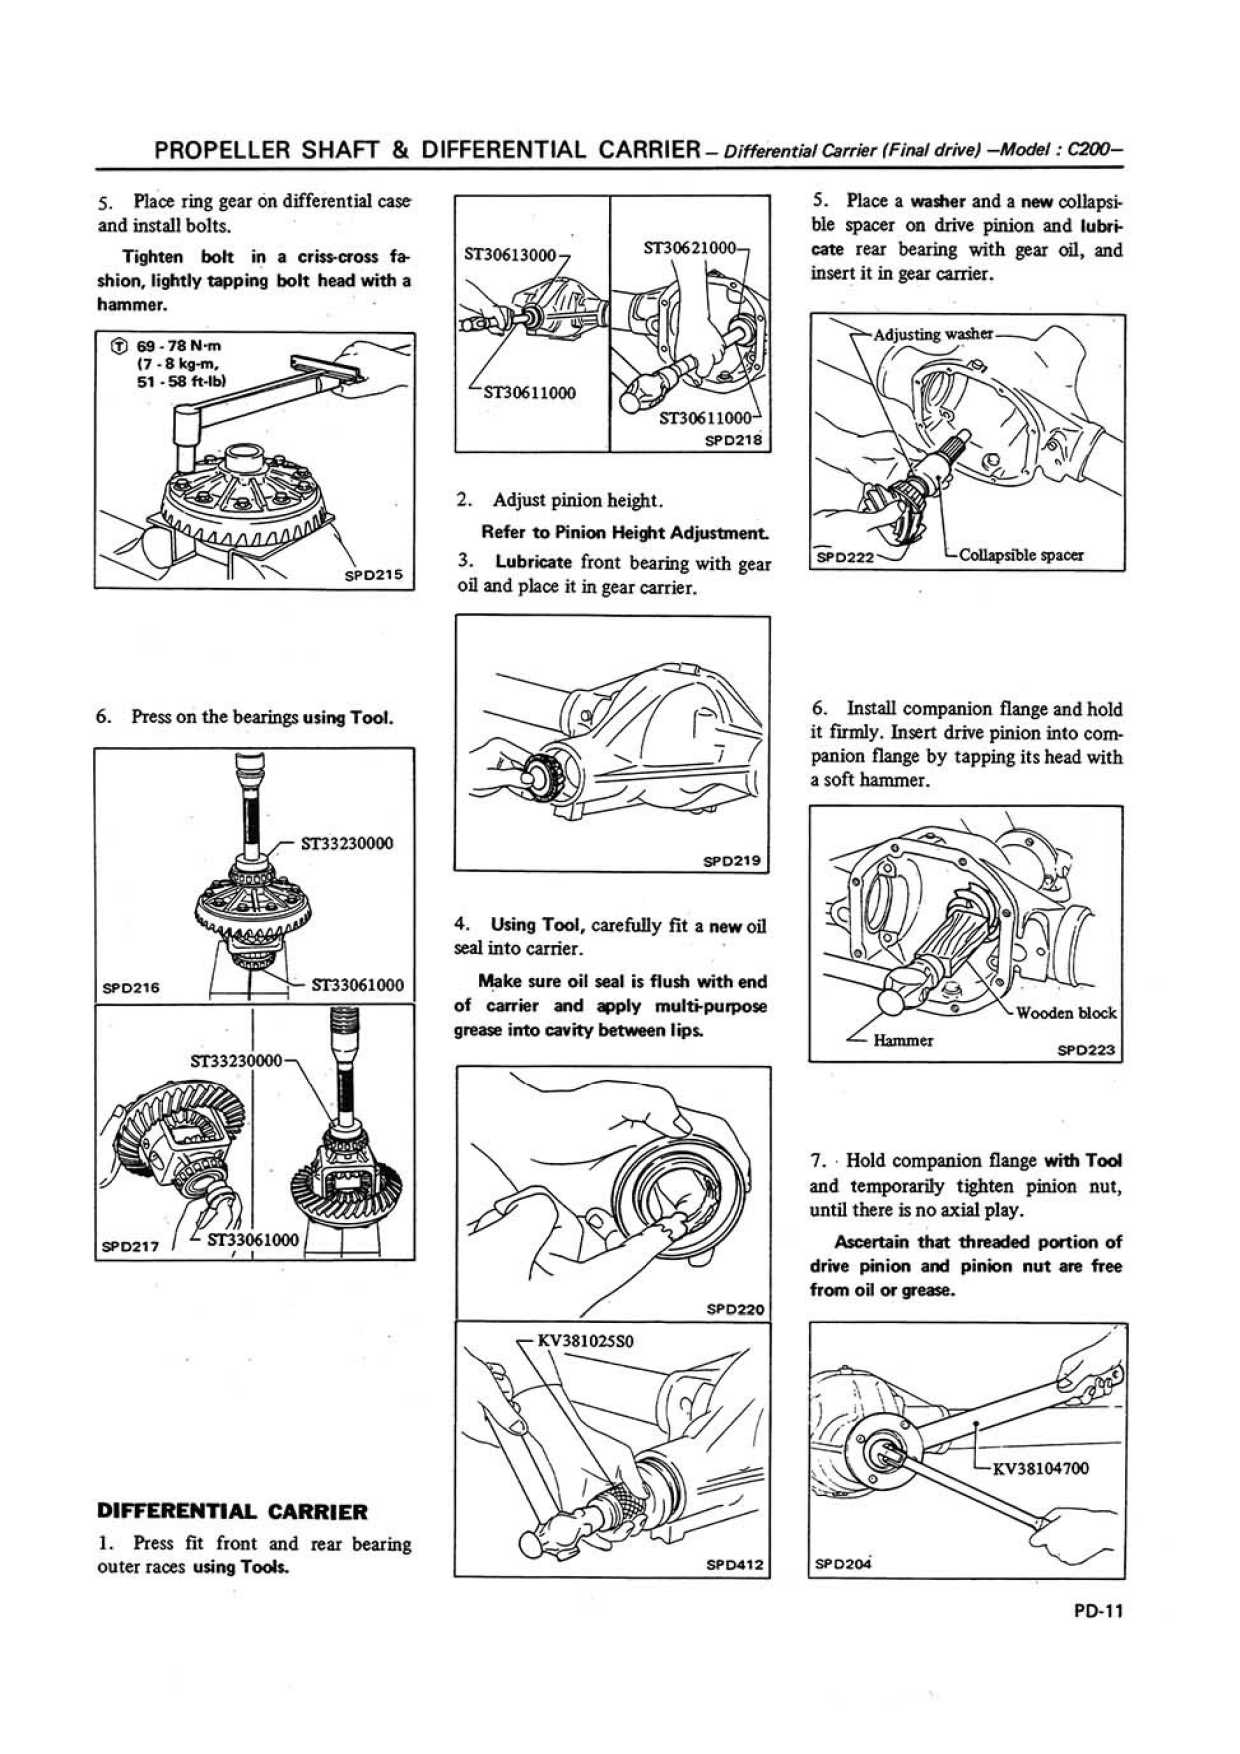 PROPELLER SHAFT & DIFFERENTIAL CARRIER – Differential Carrier (Final drive) –Model : C200–
5. Place ring gear on differential case
and install bolts.
Tighten bolt in a criss-cross fa-
shion, lightly tapping bolt head with a
hammer.
Ⓣ 69 - 78 N·m
(7 - 8 kg-m,
51 - 58 ft-lb)
SPD215
6. Press on the bearings using Tool.
ST33230000
SPD216
ST33061000
ST33230000
SPD217
ST33061000
DIFFERENTIAL CARRIER
1. Press fit front and rear bearing
outer races using Tools.
ST30613000
ST30621000
ST30611000
ST30611000
SPD218
2. Adjust pinion height.
Refer to Pinion Height Adjustment.
3. Lubricate front bearing with gear
oil and place it in gear carrier.
SPD219
4. Using Tool, carefully fit a new oil
seal into carrier.
Make sure oil seal is flush with end
of carrier and apply multi-purpose
grease into cavity between lips.
SPD220
KV381025S0
SPD412
5. Place a washer and a new collapsi-
ble spacer on drive pinion and lubri-
cate rear bearing with gear oil, and
insert it in gear carrier.
Adjusting washer
SPD222
Collapsible spacer
6. Install companion flange and hold
it firmly. Insert drive pinion into com-
panion flange by tapping its head with
a soft hammer.
Wooden block
Hammer
SPD223
7. Hold companion flange with Tool
and temporarily tighten pinion nut,
until there is no axial play.
Ascertain that threaded portion of
drive pinion and pinion nut are free
from oil or grease.
KV38104700
SPD204
PD-11